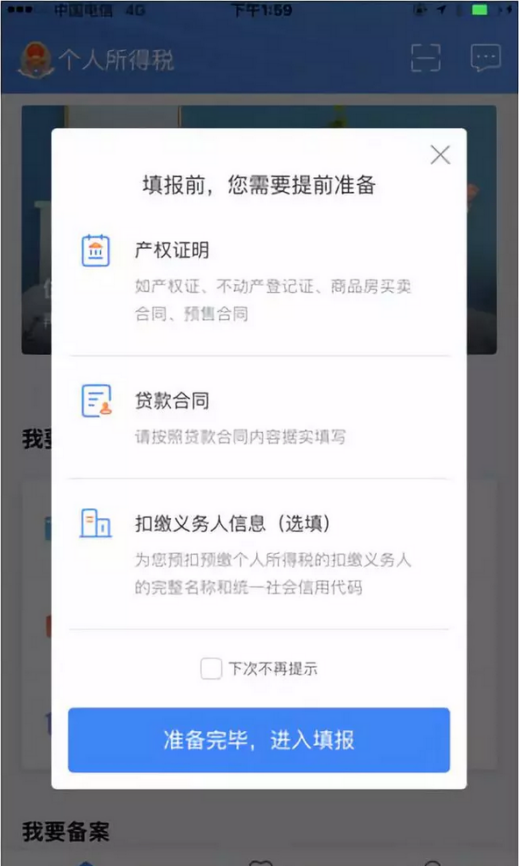 中国电信 4G 下午1:59
个人所得税
填报前，您需要提前准备
产权证明
如产权证、不动产登记证、商品房买卖
合同、预售合同
贷款合同
请按照贷款合同内容据实填写
扣缴义务人信息（选填）
为您预扣预缴个人所得税的扣缴义务人
的完整名称和统一社会信用代码
下次不再提示
准备完毕，进入填报
我要备案